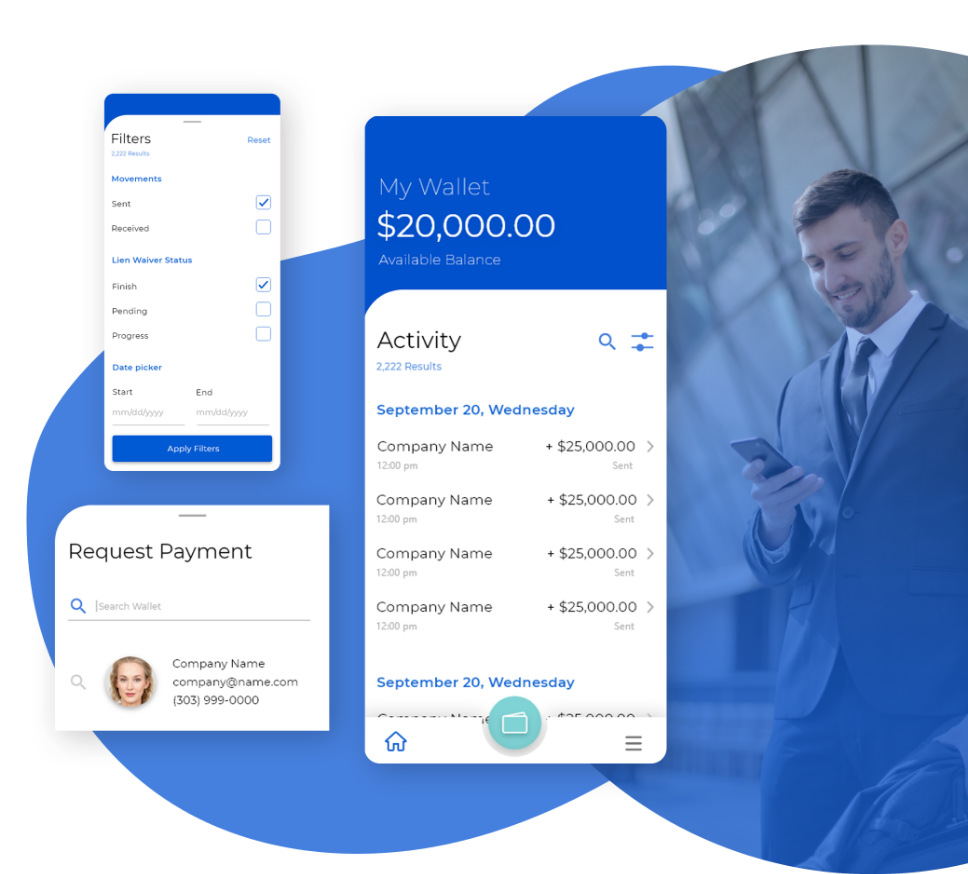 Filters
Reset
2,222 Results
Movements
Sent
Received
Lien Waiver Status
Finish
Pending
Progress
Date picker
Start
End
mm/dd/yyyy
mm/dd/yyyy
Apply Filters
Request Payment
Search Wallet
Company Name
company@name.com
(303) 999-0000
My Wallet
$20,000.00
Available Balance
Activity
2,222 Results
September 20, Wednesday
Company Name + $25,000.00
12:00 pm Sent
Company Name + $25,000.00
12:00 pm Sent
Company Name + $25,000.00
12:00 pm Sent
Company Name + $25,000.00
12:00 pm Sent
September 20, Wednesday
Company Name $25,000.00